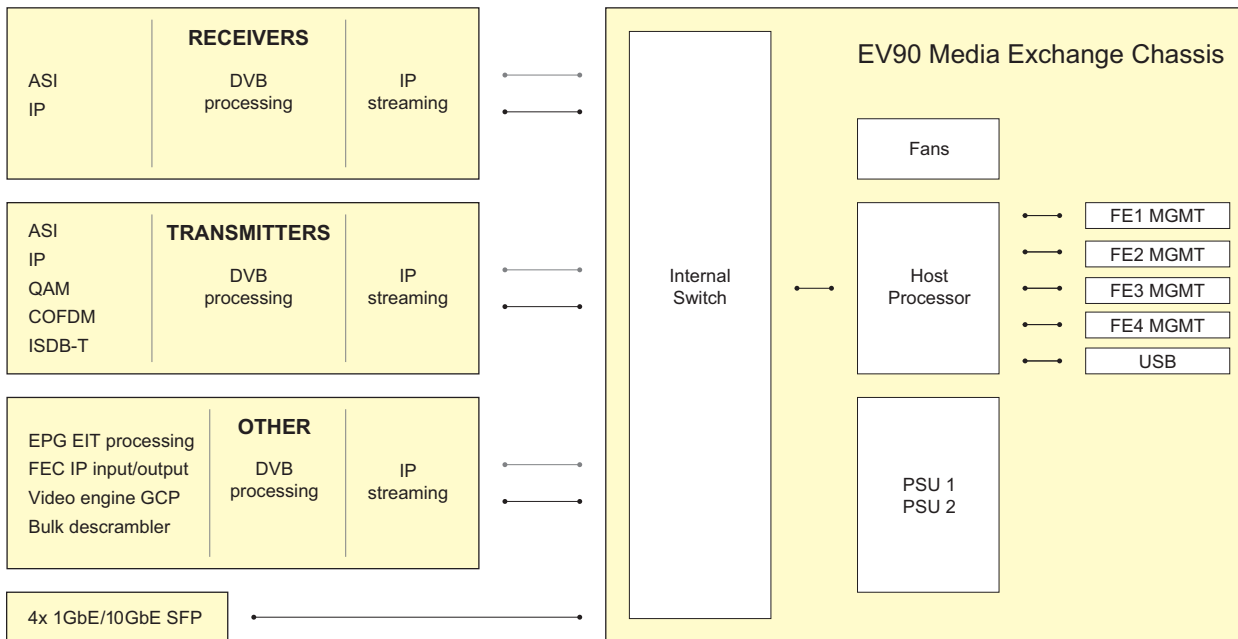 RECEIVERS
ASI
IP
DVB
processing
IP
streaming
TRANSMITTERS
ASI
IP
QAM
COFDM
ISDB-T
DVB
processing
IP
streaming
OTHER
EPG EIT processing
FEC IP input/output
Video engine GCP
Bulk descrambler
DVB
processing
IP
streaming
4x 1GbE/10GbE SFP
EV90 Media Exchange Chassis
Internal
Switch
Fans
Host
Processor
FE1 MGMT
FE2 MGMT
FE3 MGMT
FE4 MGMT
USB
PSU 1
PSU 2